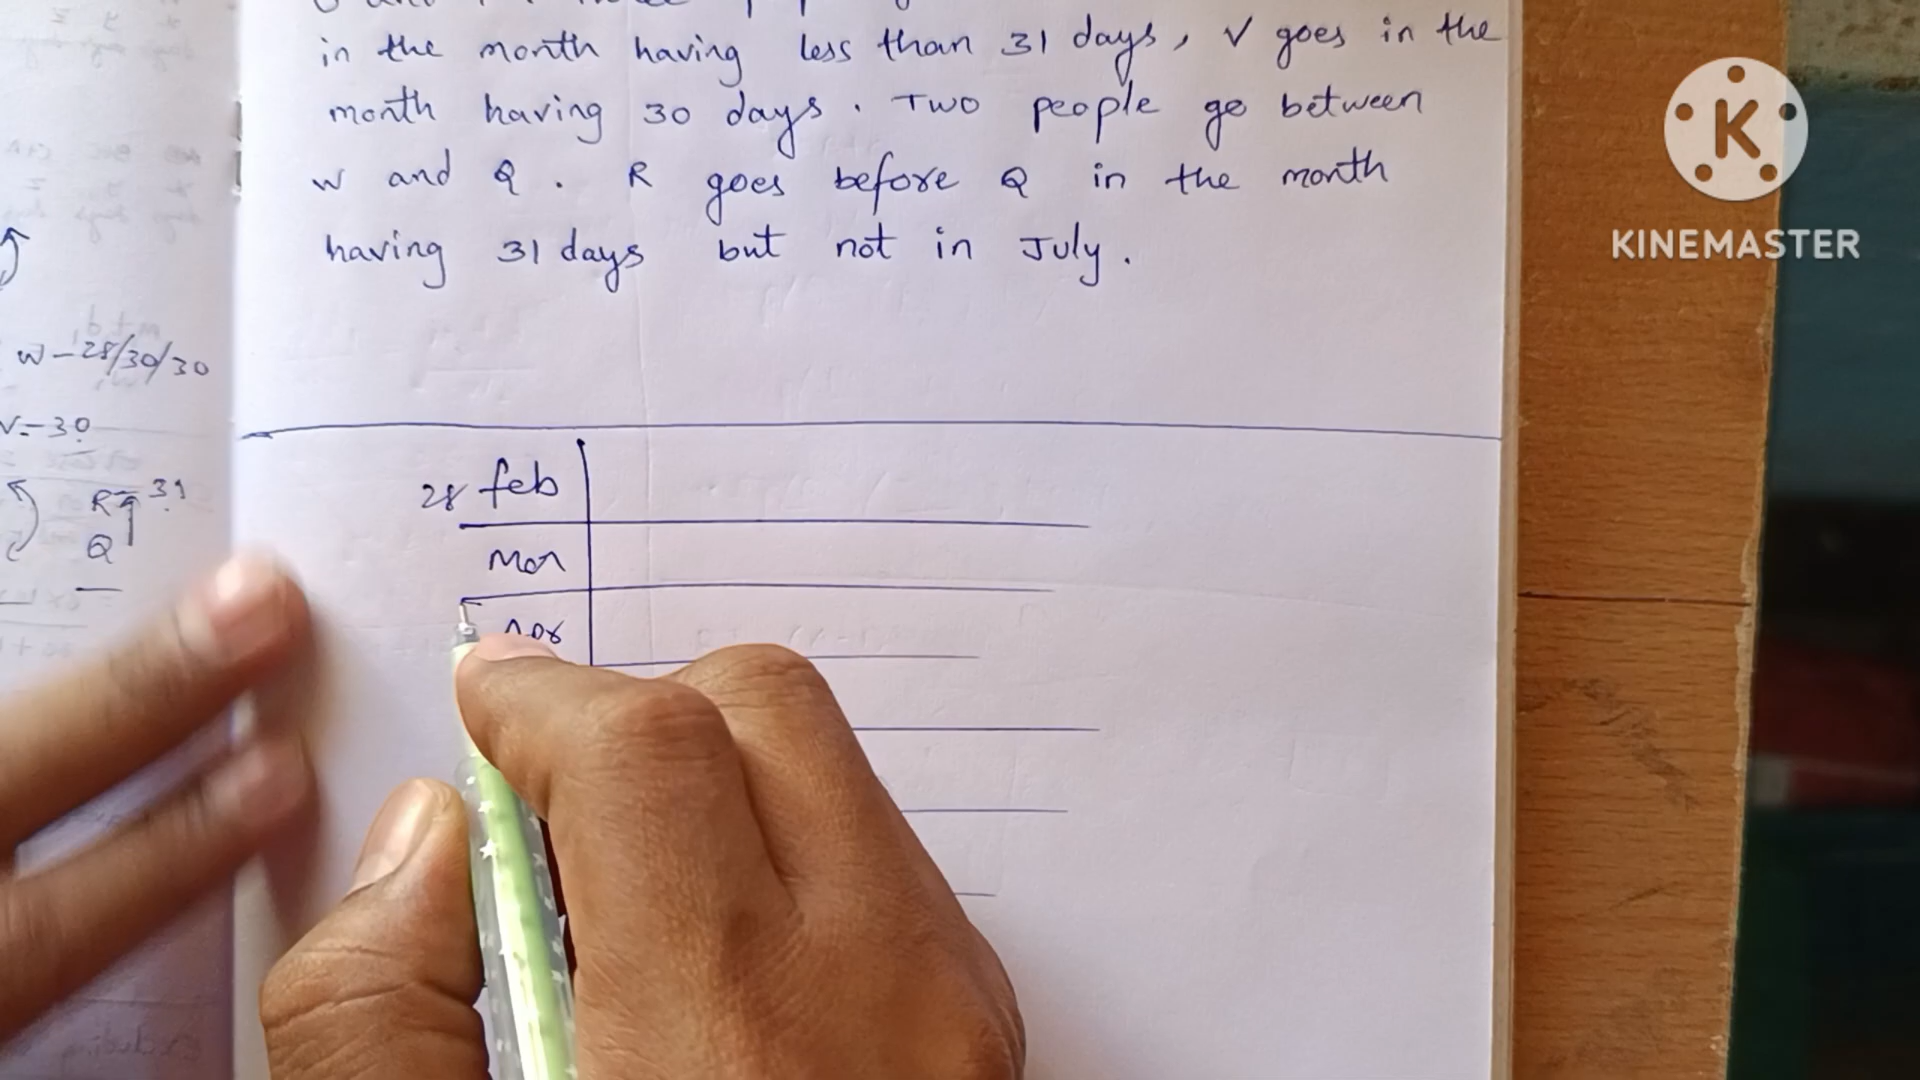 in the month having less than 31 days, V goes in the
month having 30 days. Two people go between
W and Q. R goes before Q in the month
having 31 days but not in July.
KINEMASTER
W-28/30/30
V=30
R 31
Q
28 feb
Mar